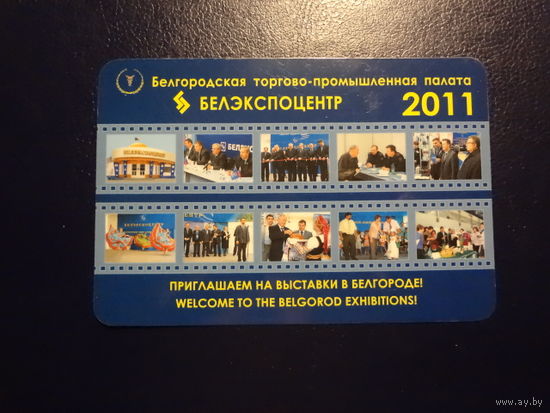 Белгородская торгово-промышленная палата
БЕЛЭКСПОЦЕНТР 2011
ПРИГЛАШАЕМ НА ВЫСТАВКИ В БЕЛГОРОДЕ!
WELCOME TO THE BELGOROD EXHIBITIONS!
www.ay.by